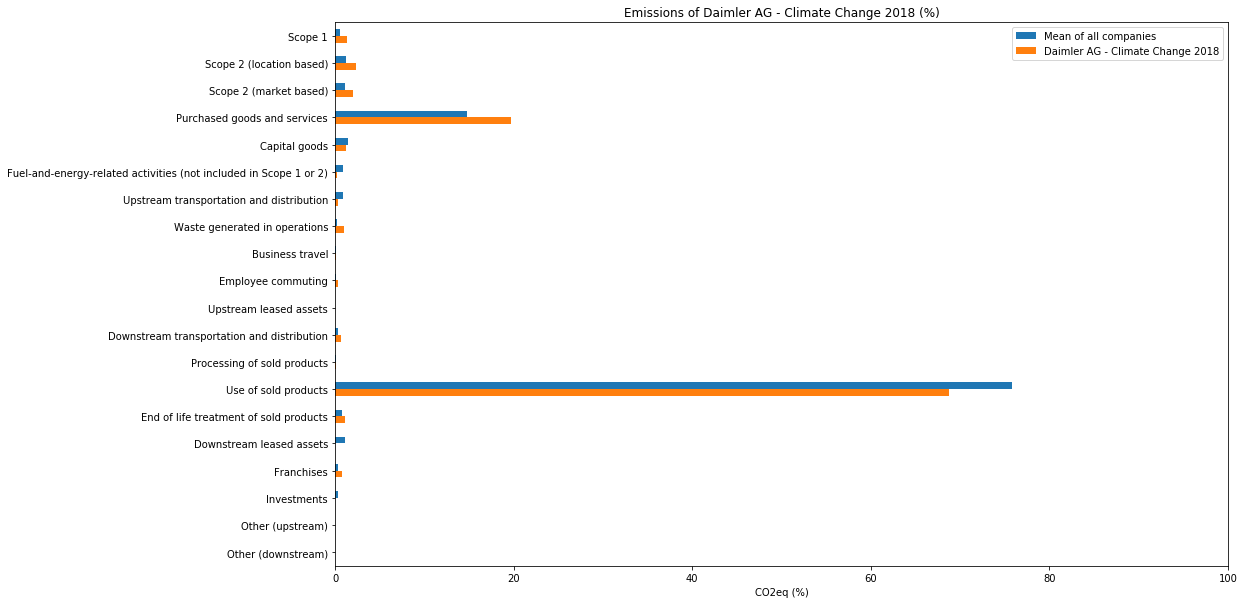 Emissions of Daimler AG - Climate Change 2018 (%)
Mean of all companies
Daimler AG - Climate Change 2018
Scope 1
Scope 2 (location based)
Scope 2 (market based)
Purchased goods and services
Capital goods
Fuel-and-energy-related activities (not included in Scope 1 or 2)
Upstream transportation and distribution
Waste generated in operations
Business travel
Employee commuting
Upstream leased assets
Downstream transportation and distribution
Processing of sold products
Use of sold products
End of life treatment of sold products
Downstream leased assets
Franchises
Investments
Other (upstream)
Other (downstream)
0 20 40 60 80 100
CO2eq (%)